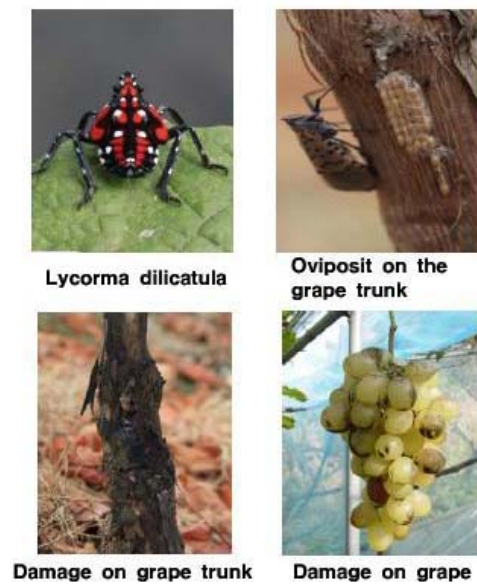 Lycorma dilicatula
Oviposit on the
grape trunk
Damage on grape trunk
Damage on grape